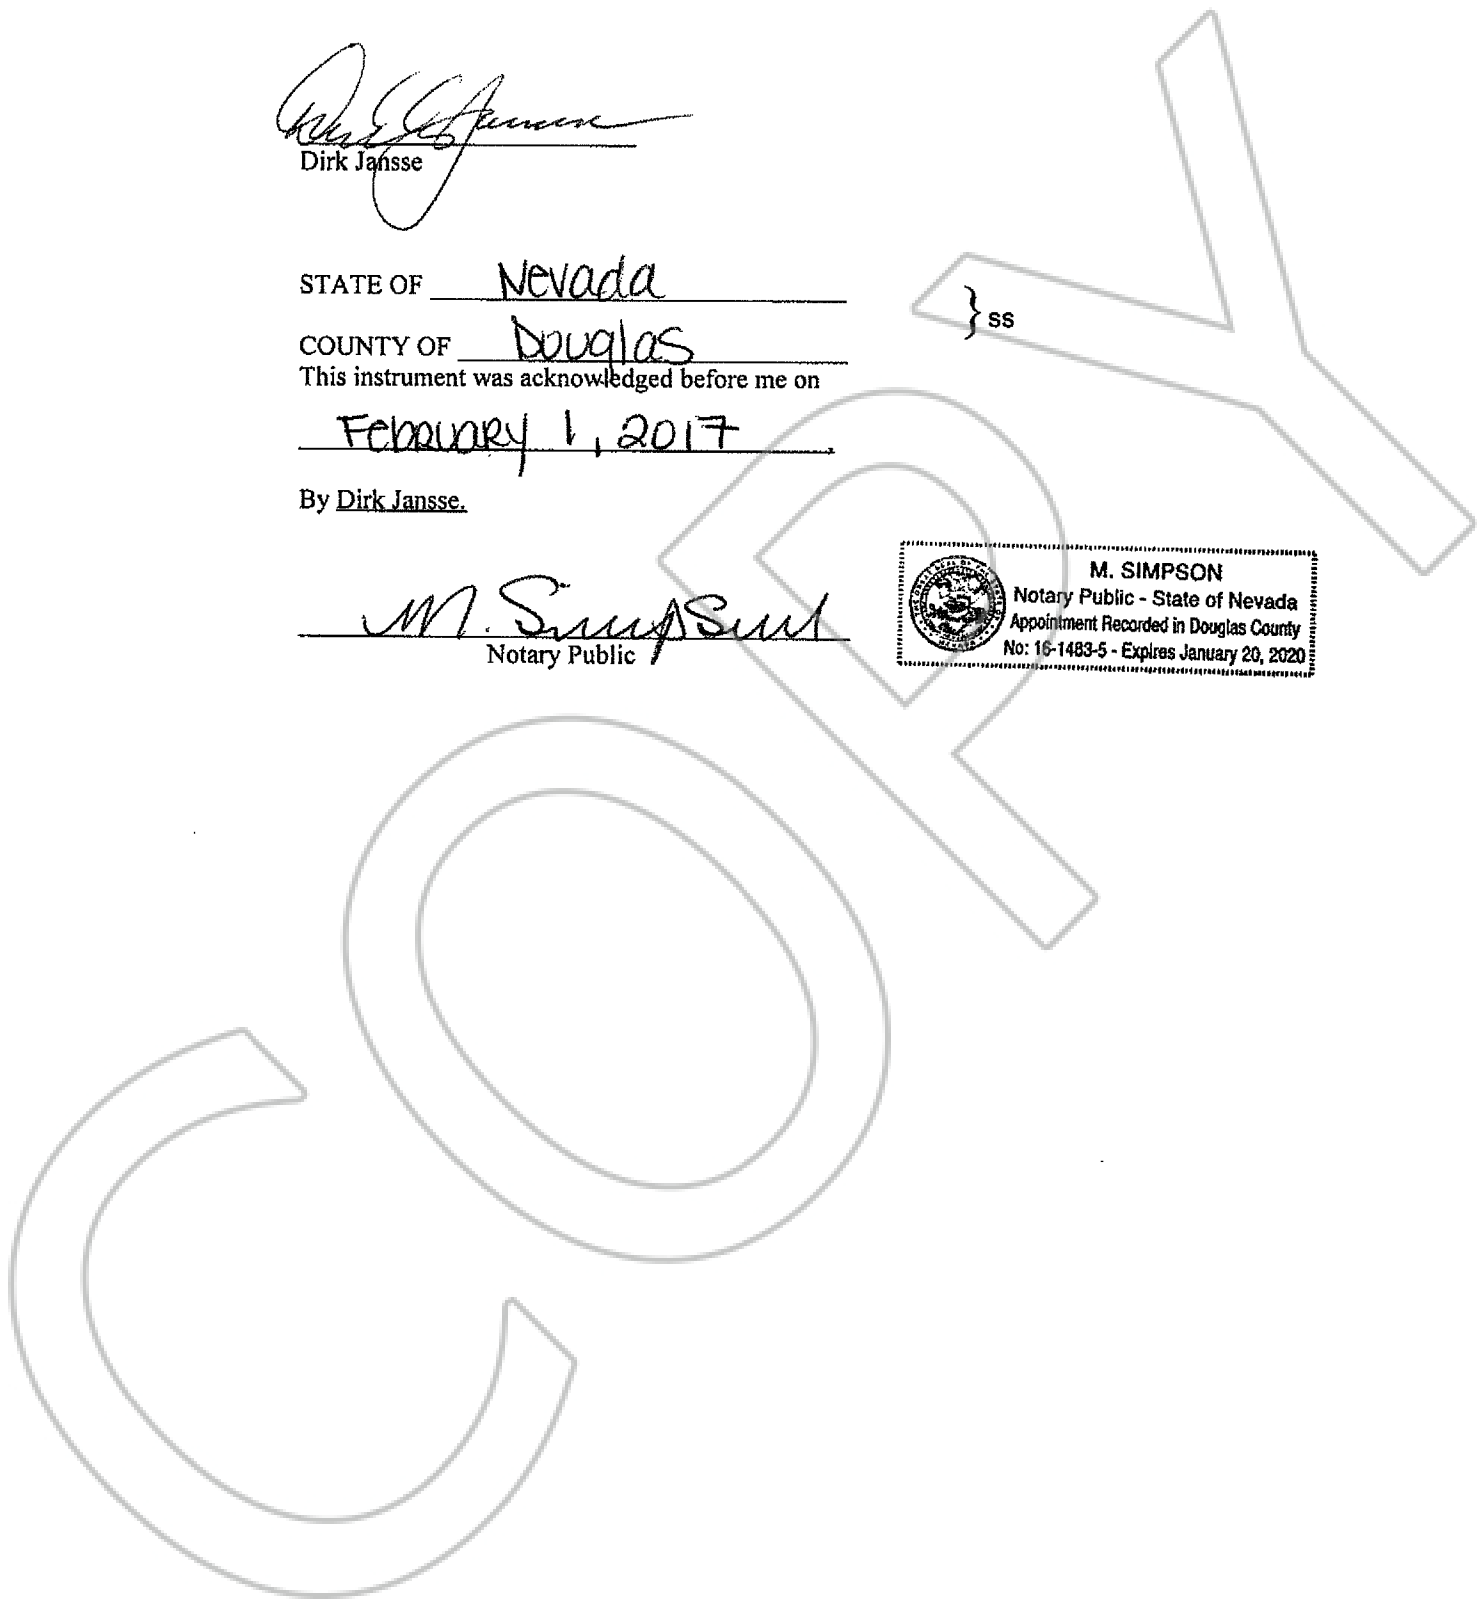 Dirk Jansse
STATE OF Nevada
} ss
COUNTY OF Douglas
This instrument was acknowledged before me on
February 1, 2017.
By Dirk Jansse.
M. Simpson
Notary Public
M. SIMPSON
Notary Public - State of Nevada
Appointment Recorded in Douglas County
No: 16-1483-5 - Expires January 20, 2020
COPY